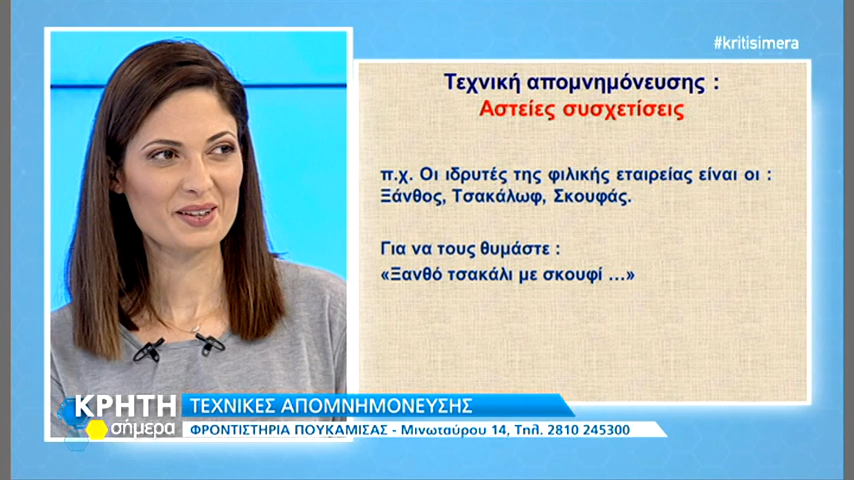 #kritisimera
Τεχνική απομνημόνευσης :
Αστείες συσχετίσεις
π.χ. Οι ιδρυτές της φιλικής εταιρείας είναι οι :
Ξάνθος, Τσακάλωφ, Σκουφάς.
Για να τους θυμάστε :
«Ξανθό τσακάλι με σκουφί ...»
ΚΡΗΤΗ
σήμερα
ΤΕΧΝΙΚΕΣ ΑΠΟΜΝΗΜΟΝΕΥΣΗΣ
ΦΡΟΝΤΙΣΤΗΡΙΑ ΠΟΥΚΑΜΙΣΑΣ - Μινωταύρου 14, Τηλ. 2810 245300